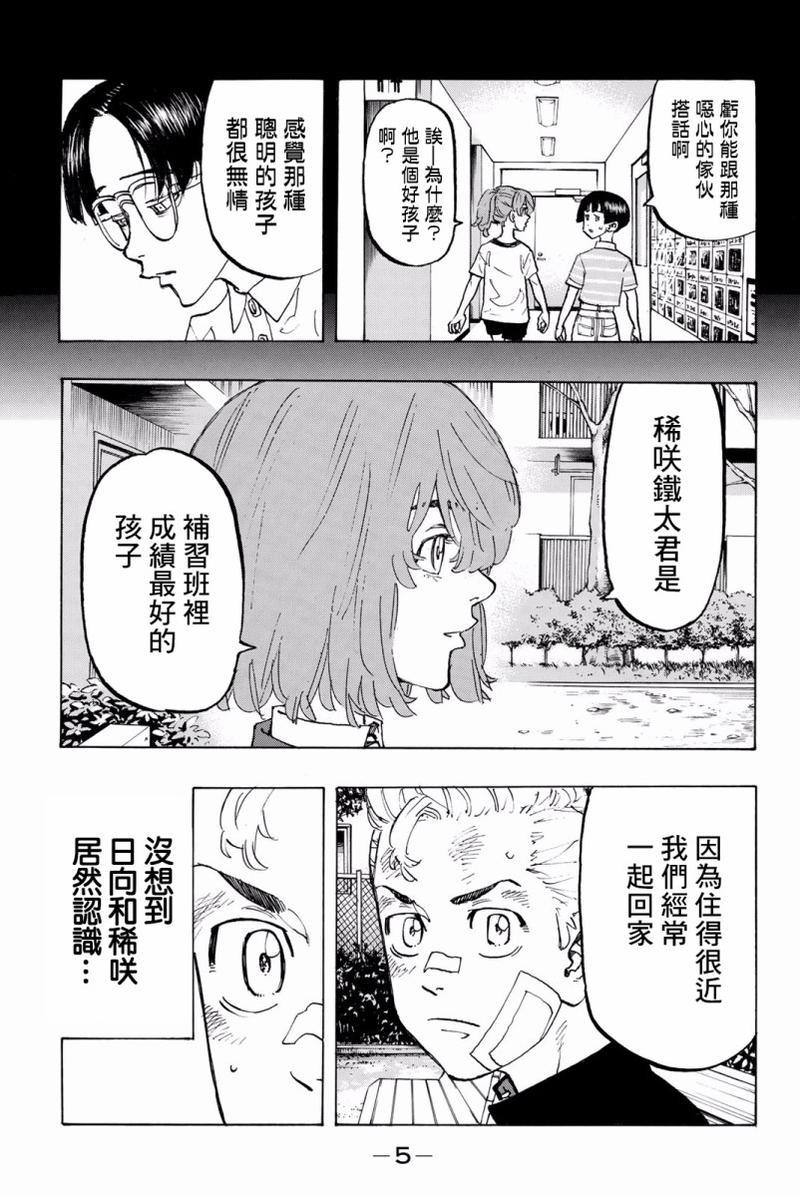 虧你能跟那種
噁心的傢伙
搭話啊
誒—為什麼?
他是個好孩子
啊?
感覺那種
聰明的孩子
都很無情
稀咲鐵太君是
補習班裡
成績最好的
孩子
因為住得很近
我們經常
一起回家
沒想到
日向和稀咲
居然認識…
—5—